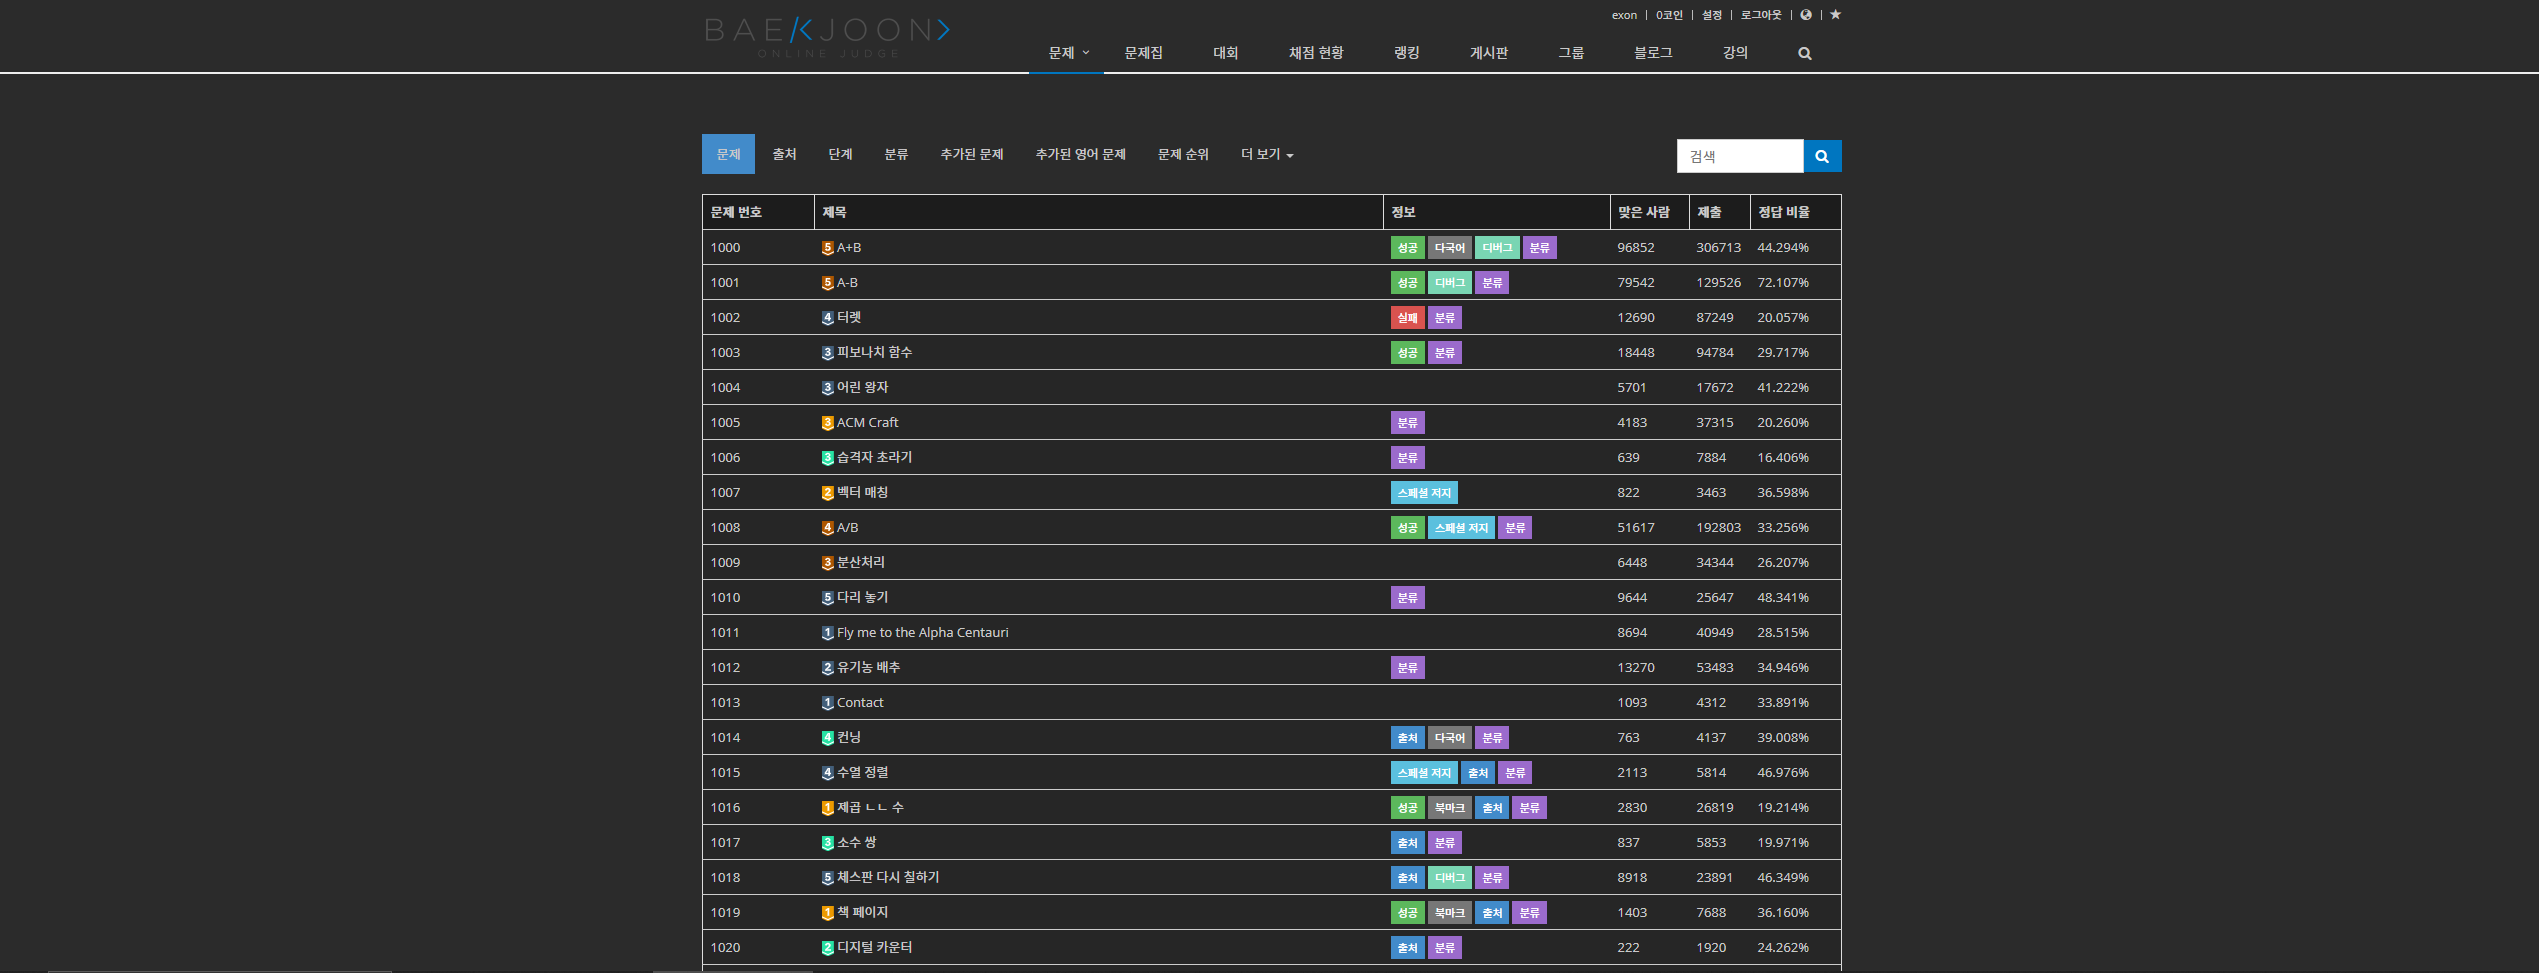 BAEKJOON
ONLINE JUDGE
exon | 0코인 | 설정 | 로그아웃
문제 문제집 대회 채점 현황 랭킹 게시판 그룹 블로그 강의
문제 출처 단계 분류 추가된 문제 추가된 영어 문제 문제 순위 더 보기 검색
문제 번호 제목 정보 맞은 사람 제출 정답 비율
1000 5 A+B 성공 다국어 디버그 분류 96852 306713 44.294%
1001 5 A-B 성공 디버그 분류 79542 129526 72.107%
1002 4 터렛 실패 분류 12690 87249 20.057%
1003 3 피보나치 함수 성공 분류 18448 94784 29.717%
1004 3 어린 왕자 5701 17672 41.222%
1005 3 ACM Craft 분류 4183 37315 20.260%
1006 3 습격자 초라기 분류 639 7884 16.406%
1007 2 벡터 매칭 스페셜 저지 822 3463 36.598%
1008 4 A/B 성공 스페셜 저지 분류 51617 192803 33.256%
1009 3 분산처리 6448 34344 26.207%
1010 5 다리 놓기 분류 9644 25647 48.341%
1011 1 Fly me to the Alpha Centauri 8694 40949 28.515%
1012 2 유기농 배추 분류 13270 53483 34.946%
1013 1 Contact 1093 4312 33.891%
1014 4 컨닝 출처 다국어 분류 763 4137 39.008%
1015 4 수열 정렬 스페셜 저지 출처 분류 2113 5814 46.976%
1016 1 제곱 ㄴㄴ 수 성공 북마크 출처 분류 2830 26819 19.214%
1017 3 소수 쌍 출처 분류 837 5853 19.971%
1018 5 체스판 다시 칠하기 출처 디버그 분류 8918 23891 46.349%
1019 1 책 페이지 성공 북마크 출처 분류 1403 7688 36.160%
1020 2 디지털 카운터 출처 분류 222 1920 24.262%